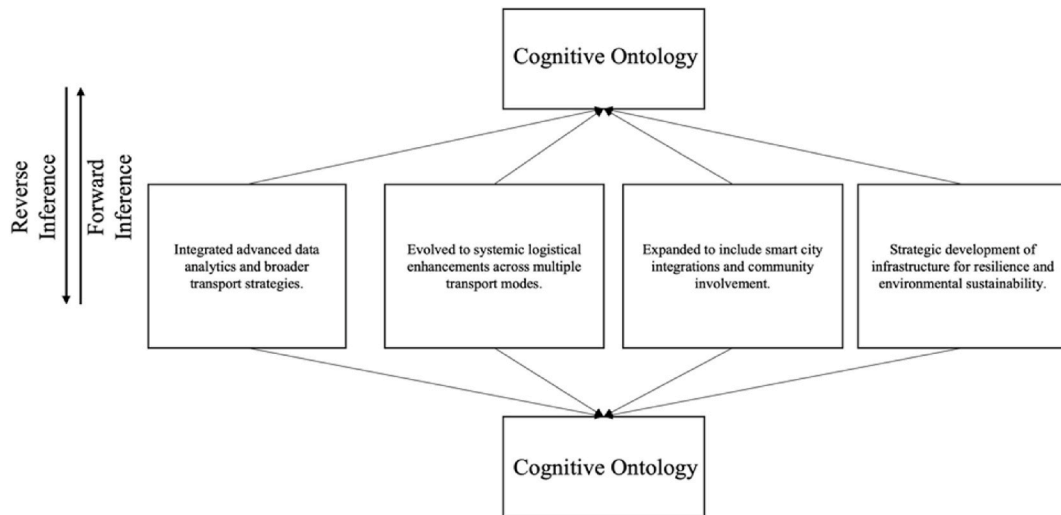 Cognitive Ontology
Reverse
Inference
Forward
Inference
Integrated advanced data
analytics and broader
transport strategies.
Evolved to systemic logistical
enhancements across multiple
transport modes.
Expanded to include smart city
integrations and community
involvement.
Strategic development of
infrastructure for resilience and
environmental sustainability.
Cognitive Ontology